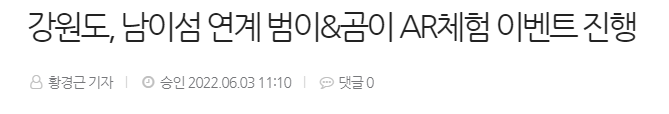 강원도, 남이섬 연계 범이&곰이 AR체험 이벤트 진행
황경근 기자 승인 2022.06.03 11:10 댓글 0